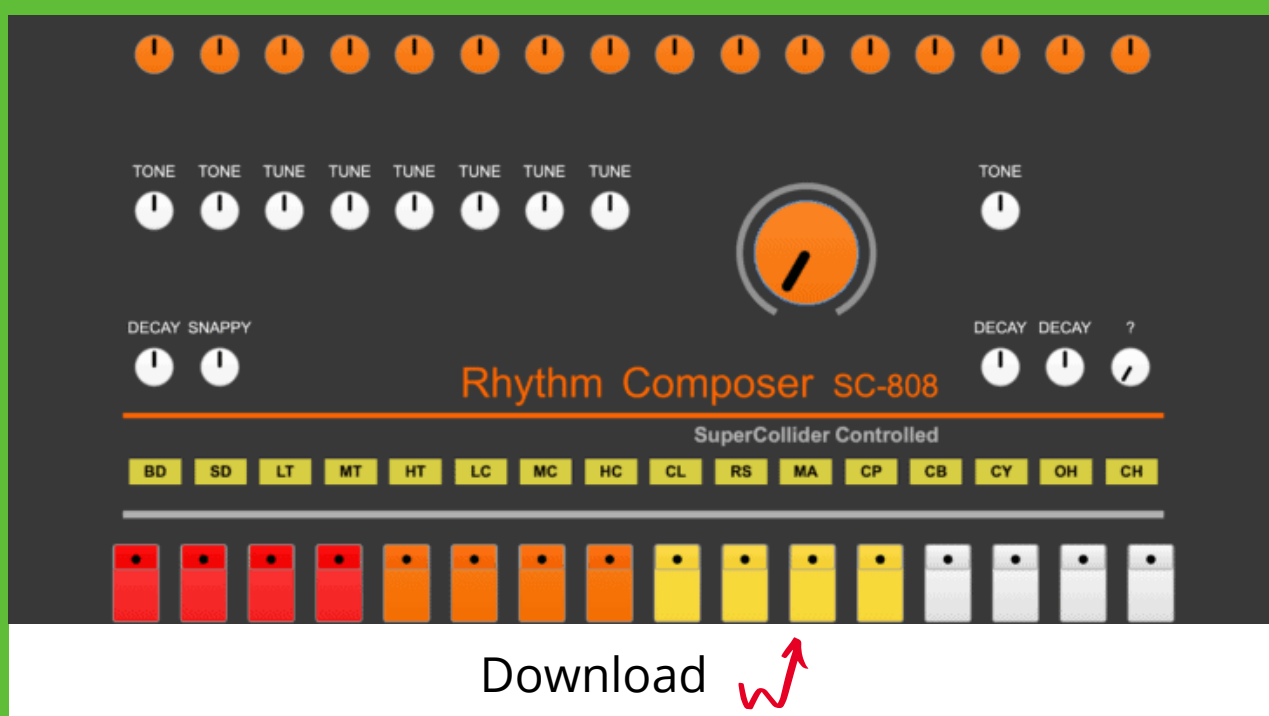 TONE TONE TUNE TUNE TUNE TUNE TUNE TUNE TONE
DECAY SNAPPY DECAY DECAY ?
Rhythm Composer SC-808
SuperCollider Controlled
BD SD LT MT HT LC MC HC CL RS MA CP CB CY OH CH
Download